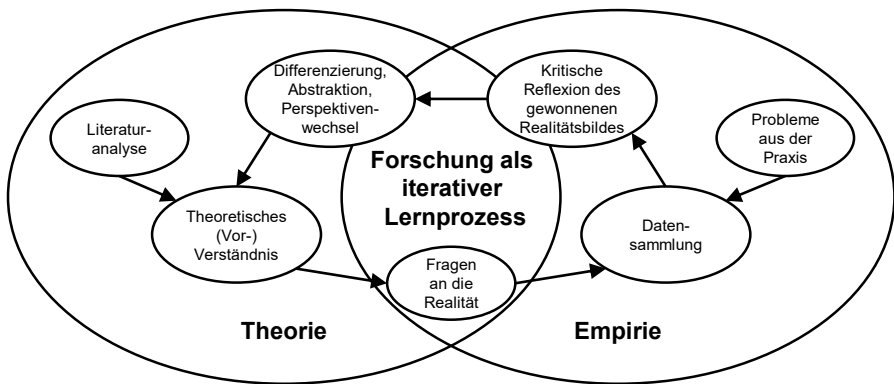 Differenzierung,
Abstraktion,
Perspektiven-
wechsel
Kritische
Reflexion des
gewonnenen
Realitätsbildes
Literatur-
analyse
Probleme
aus der
Praxis
Forschung als
iterativer
Lernprozess
Theoretisches
(Vor-)
Verständnis
Daten-
sammlung
Fragen
an die
Realität
Theorie
Empirie